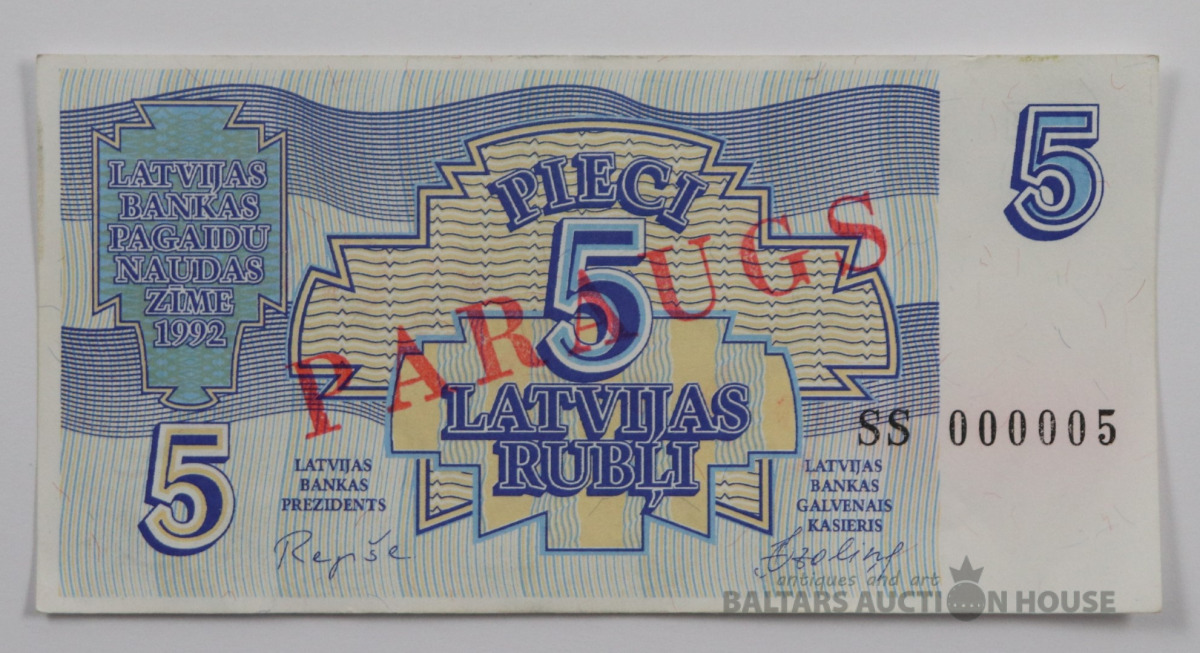 LATVIJAS
BANKAS
PAGAIDU
NAUDAS
ZĪME
1992
5
PIECI
5
LATVIJAS
RUBĻI
PARAUGS
5
SS 000005
LATVIJAS
BANKAS
PREZIDENTS
Repše
LATVIJAS
BANKAS
GALVENAIS
KASIERIS
antiques and art
BALTARS AUCTION HOUSE